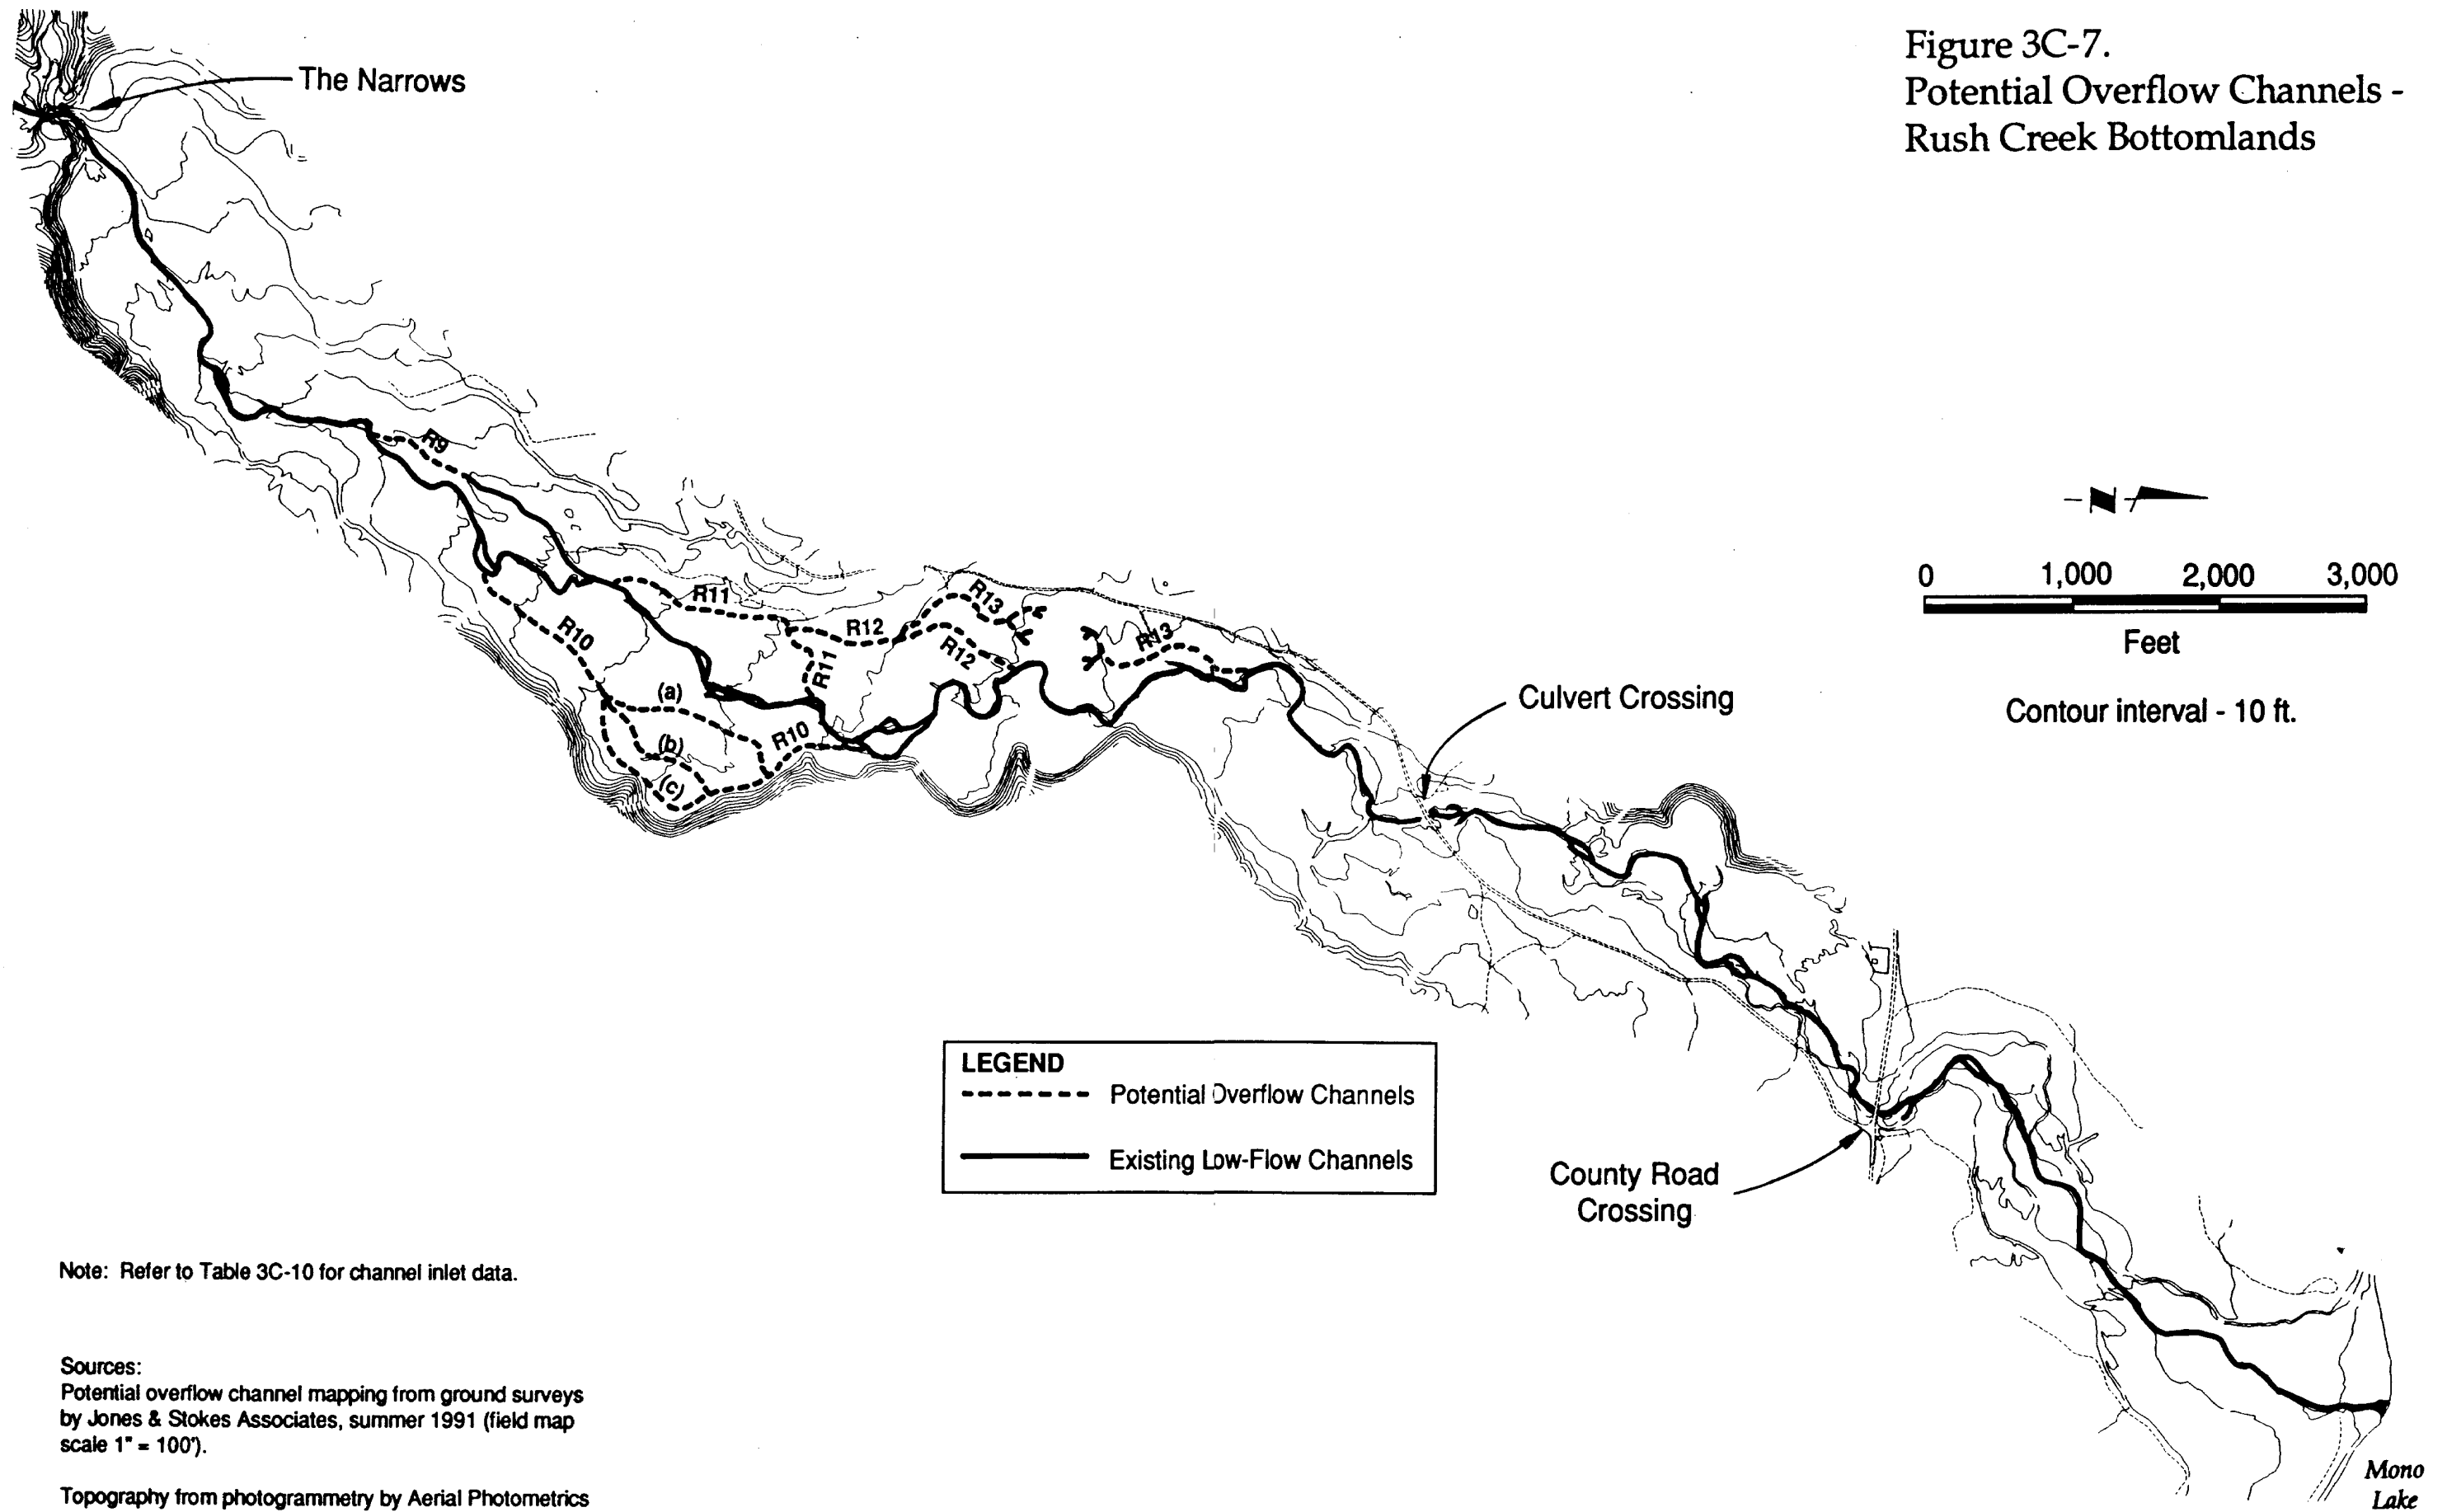 Figure 3C-7.
Potential Overflow Channels -
Rush Creek Bottomlands
The Narrows
R9
R11
R10
R12
R13
R11
R12
R13
(a)
(b)
(c)
R10
N
0 1,000 2,000 3,000
Feet
Contour interval - 10 ft.
Culvert Crossing
LEGEND
Potential Overflow Channels
Existing Low-Flow Channels
County Road
Crossing
Note: Refer to Table 3C-10 for channel inlet data.
Sources:
Potential overflow channel mapping from ground surveys
by Jones & Stokes Associates, summer 1991 (field map
scale 1" = 100').
Topography from photogrammetry by Aerial Photometrics
Mono
Lake